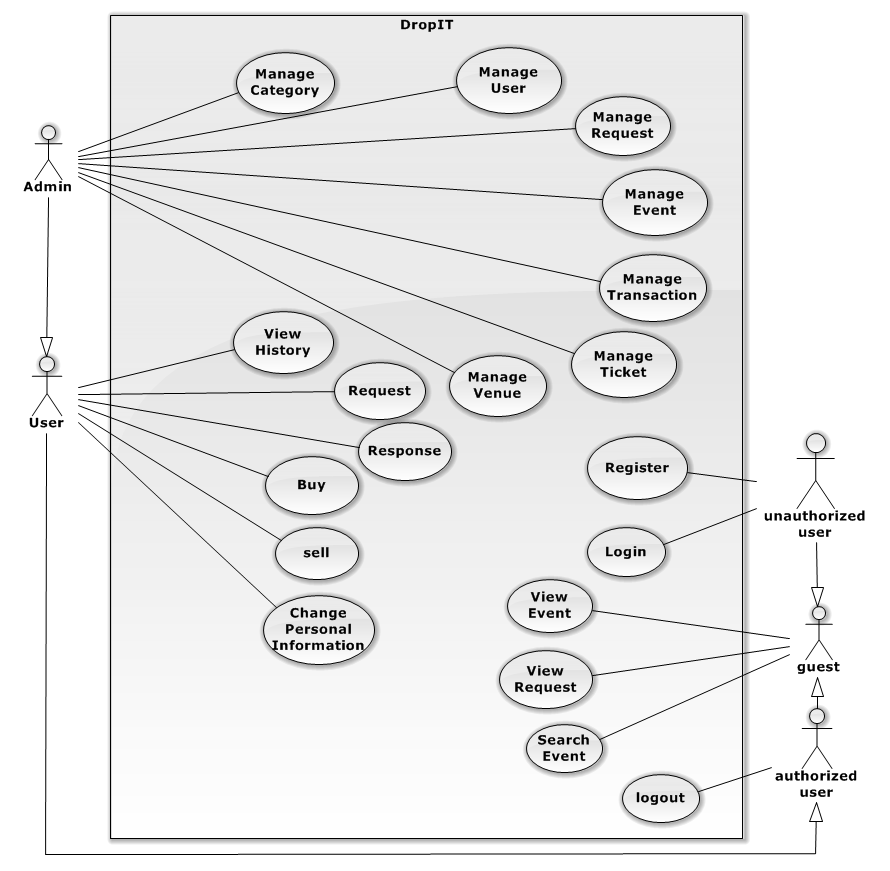 DropIT
Manage
Category
Manage
User
Manage
Request
Admin
Manage
Event
Manage
Transaction
View
History
Manage
Ticket
Manage
Venue
Request
User
Response
Register
Buy
unauthorized
user
sell
Login
View
Event
Change
Personal
Information
guest
View
Request
Search
Event
authorized
user
logout